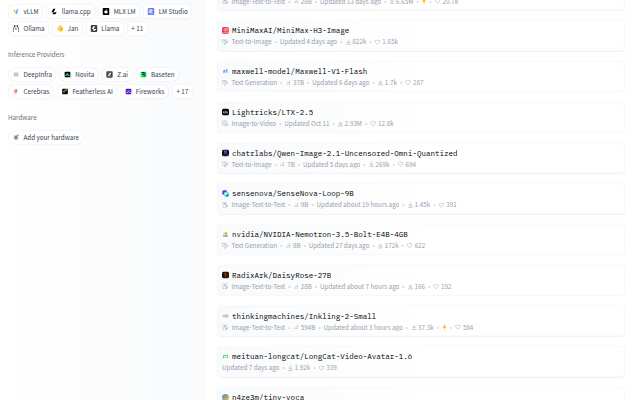 vLLM llama.cpp MLX LM LM Studio
Ollama Jan Llama + 11
Inference Providers
DeepInfra Novita Z.ai Baseten
Cerebras Featherless AI Fireworks + 17
Hardware
Add your hardware
MiniMaxAI/MiniMax-H3-Image
Text-to-Image • Updated 4 days ago • 822k • 1.65k
maxwell-model/Maxwell-V1-Flash
Text Generation • 37B • Updated 6 days ago • 1.7k • 287
Lightricks/LTX-2.5
Image-to-Video • Updated Oct 11 • 2.93M • 12.6k
chatrlabs/Qwen-Image-2.1-Uncensored-Omni-Quantized
Text-to-Image • 7B • Updated 5 days ago • 269k • 694
sensenova/SenseNova-Loop-9B
Image-Text-to-Text • 9B • Updated about 19 hours ago • 1.45k • 391
nvidia/NVIDIA-Nemotron-3.5-Bolt-E4B-4GB
Text Generation • 8B • Updated 27 days ago • 372k • 622
RadixArk/DaisyRose-27B
Image-Text-to-Text • 28B • Updated about 7 hours ago • 166 • 192
thinkingmachines/Inkling-2-Small
Image-Text-to-Text • 594B • Updated about 3 hours ago • 37.3k • 594
meituan-longcat/LongCat-Video-Avatar-1.6
Updated 7 days ago • 1.92k • 339
n4ze3m/tiny-voca